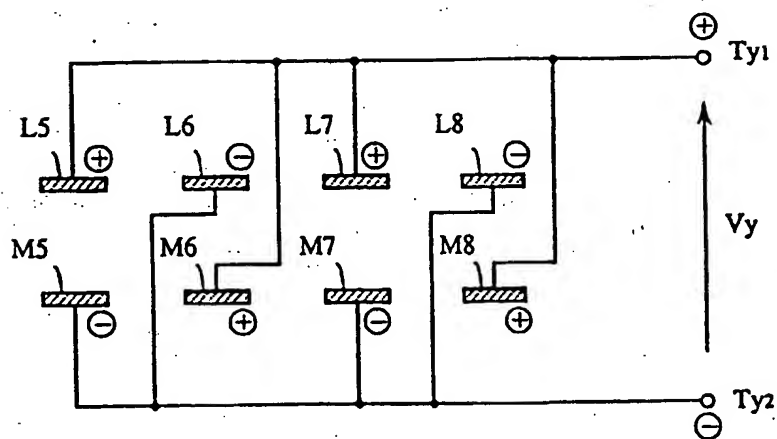 ⊕
Ty1
L5 ⊕ L6 ⊖ L7 ⊕ L8 ⊖
Vy
M5 ⊖ M6 ⊕ M7 ⊖ M8 ⊕
Ty2
⊖